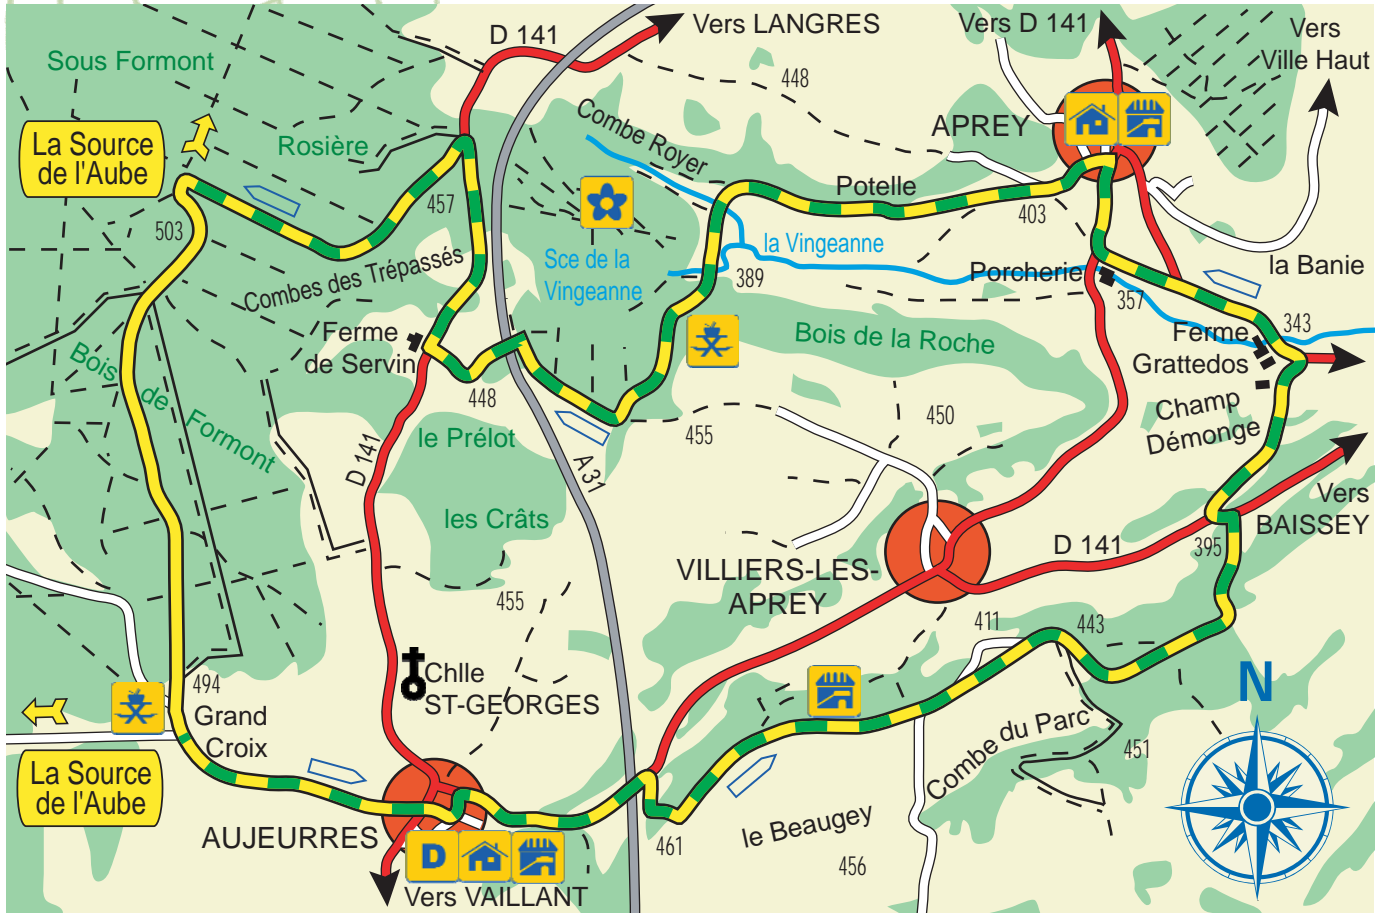 D 141
Vers LANGRES
Vers D 141
Vers
Ville Haut
Sous Formont
448
La Source
de l'Aube
Rosière
Combe Royer
APREY
457
Potelle
403
503
Combes des Trépassés
Sce de la
Vingeanne
la Vingeanne
389
Porcherie
357
la Banie
343
Ferme
de Servin
Bois de la Roche
Ferme
Grattedos
Bois de Formont
448
le Prélot
455
450
Champ
Démonge
D 141
A 31
les Crâts
Vers
BAISSEY
395
D 141
VILLIERS-LES-
APREY
455
411
443
494
Chlle
ST-GEORGES
N
Grand
Croix
Combe du Parc
451
La Source
de l'Aube
AUJEURRES
461
le Beaugey
456
D
Vers VAILLANT